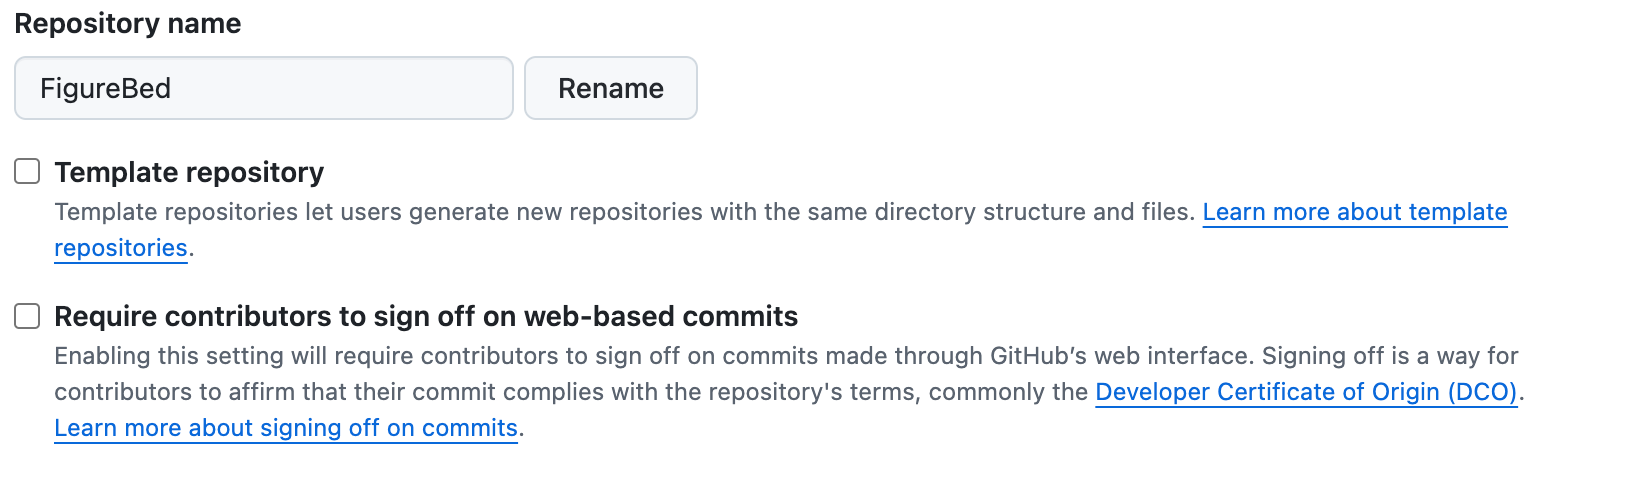 Repository name
FigureBed
Rename
Template repository
Template repositories let users generate new repositories with the same directory structure and files. Learn more about template
repositories.
Require contributors to sign off on web-based commits
Enabling this setting will require contributors to sign off on commits made through GitHub’s web interface. Signing off is a way for
contributors to affirm that their commit complies with the repository's terms, commonly the Developer Certificate of Origin (DCO).
Learn more about signing off on commits.